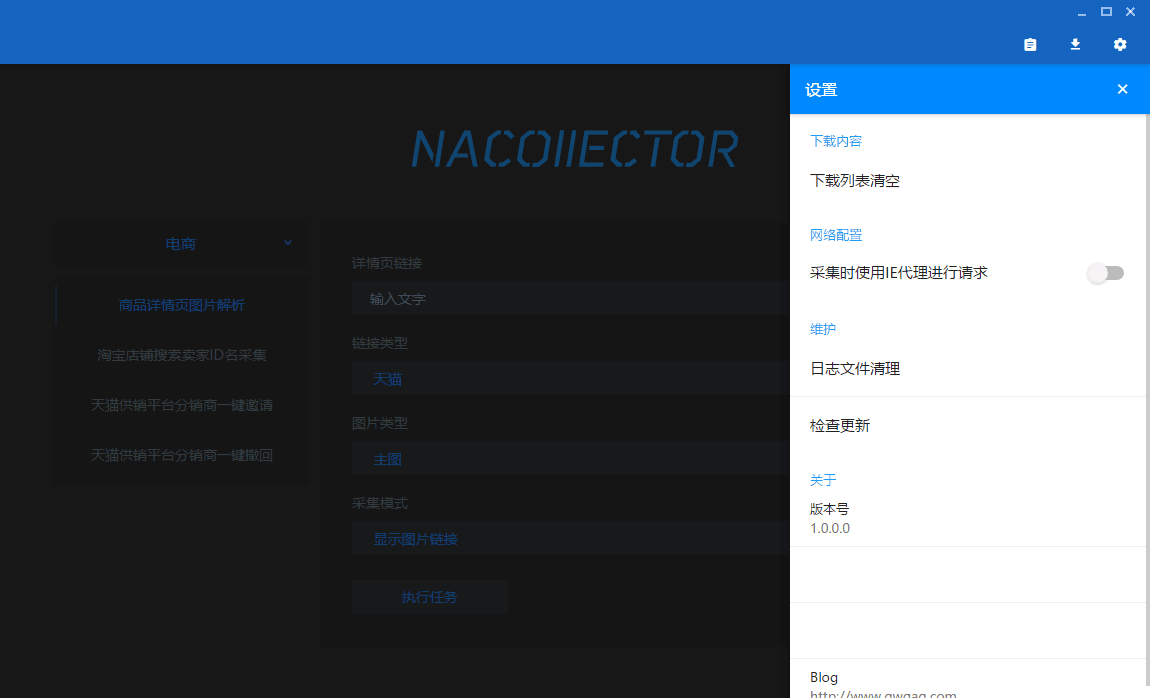 设置
NACOllECTOR
电商
商品详情页图片解析
淘宝店铺搜索卖家ID名采集
天猫供销平台分销商一键邀请
天猫供销平台分销商一键撤回
详情页链接
输入文字
链接类型
天猫
图片类型
主图
采集模式
显示图片链接
执行任务
下载内容
下载列表清空
网络配置
采集时使用IE代理进行请求
维护
日志文件清理
检查更新
关于
版本号
1.0.0.0
Blog